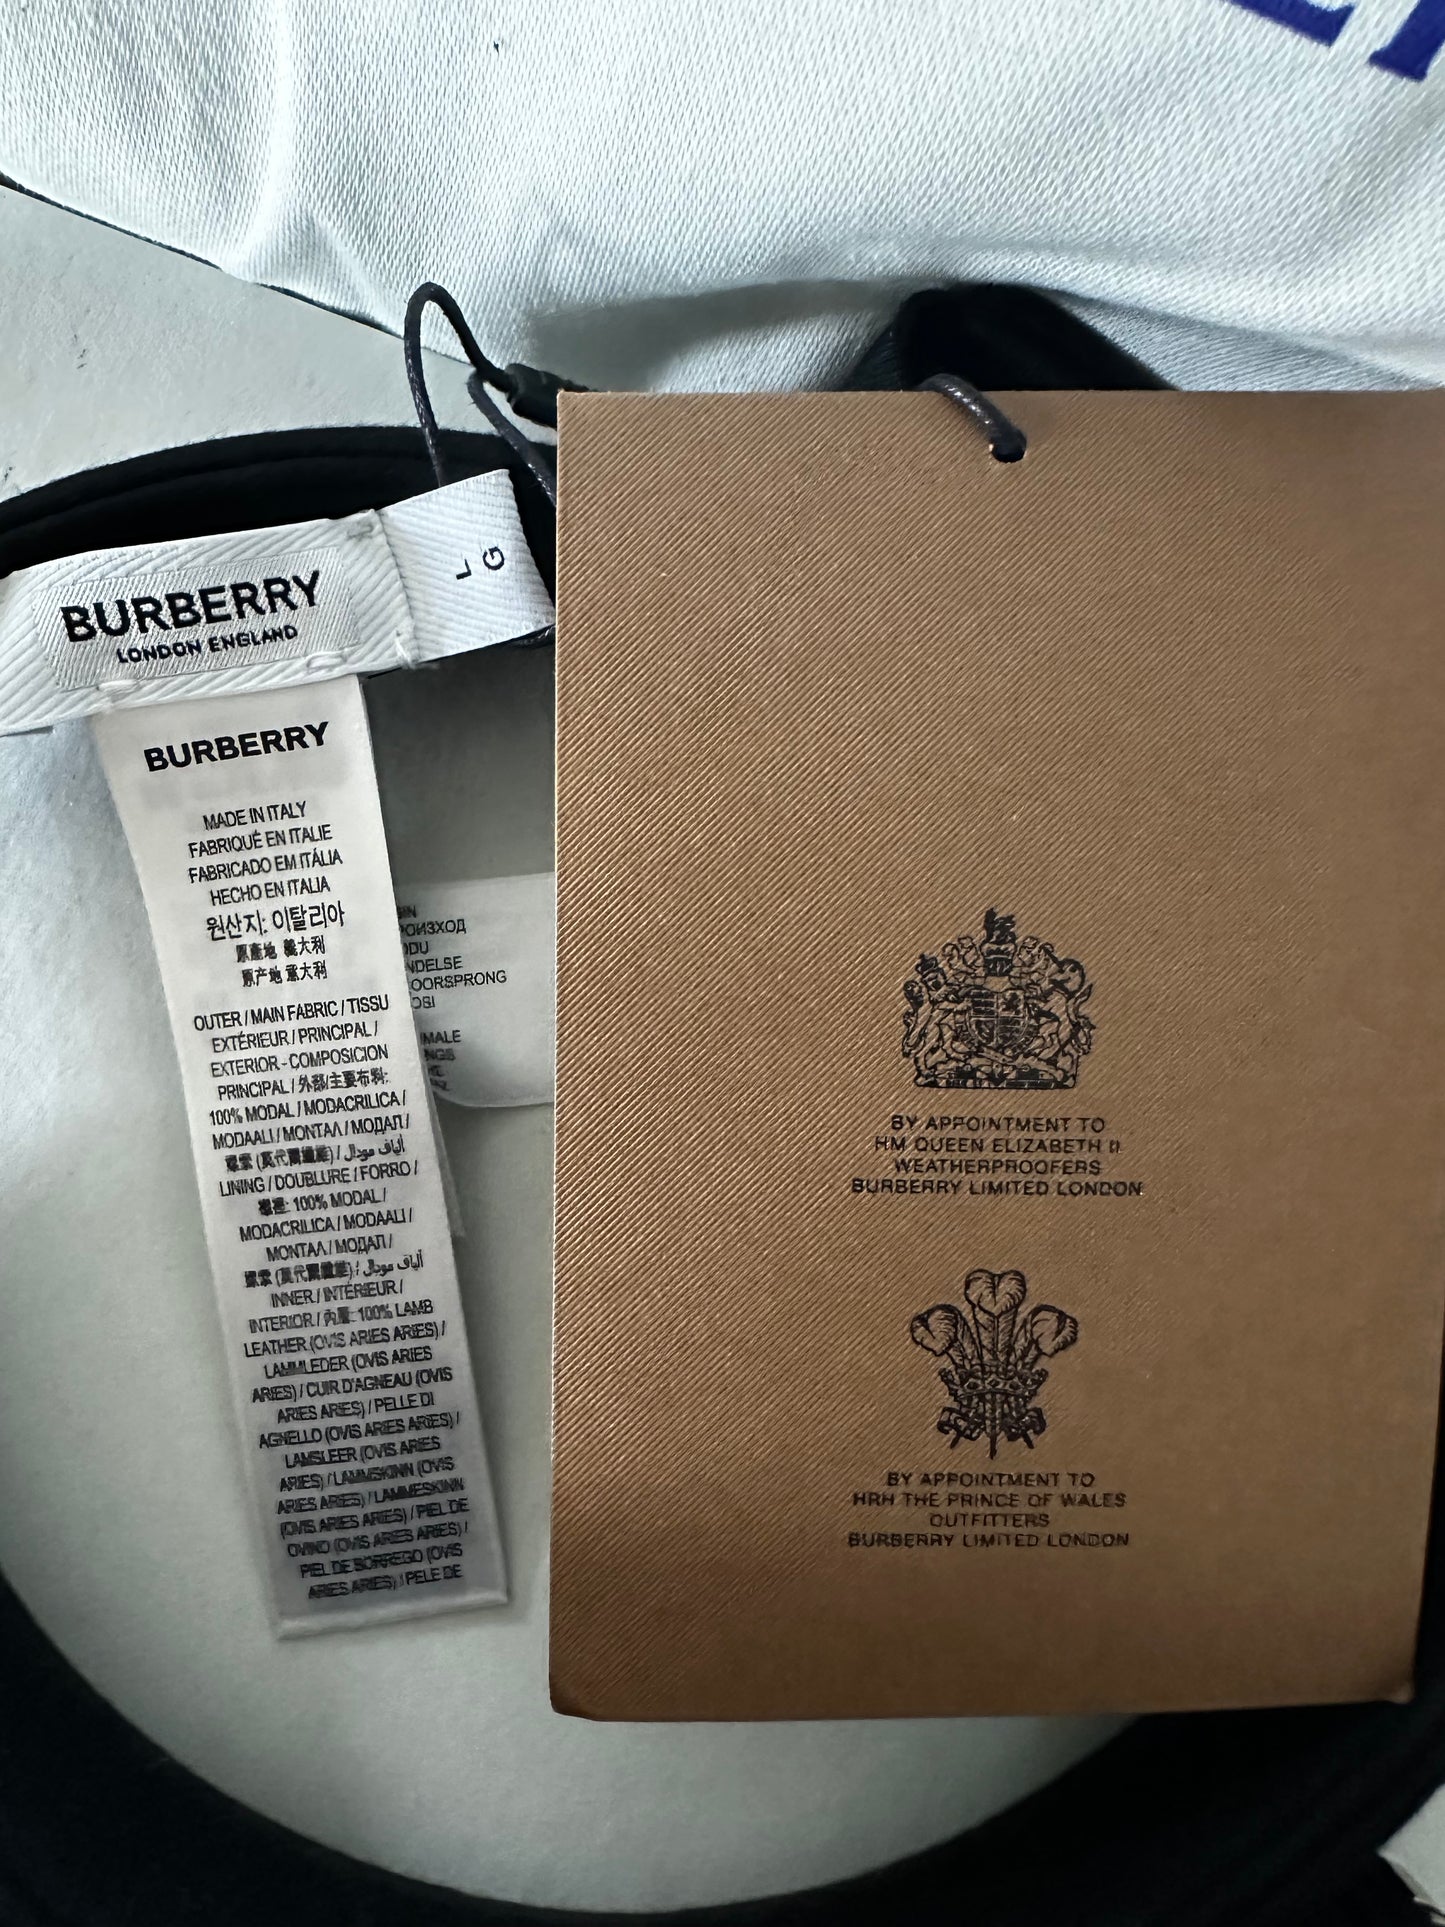 L
G
BURBERRY
LONDON ENGLAND
BURBERRY
MADE IN ITALY
FABRIQUÉ EN ITALIE
FABRICADO EM ITÁLIA
HECHO EN ITALIA
원산지: 이탈리아
原產地 義大利
原产地 意大利
OUTER / MAIN FABRIC / TISSU
EXTÉRIEUR / PRINCIPAL /
EXTERIOR - COMPOSICION
PRINCIPAL / 外部/主要布料:
100% MODAL / MODACRILICA /
MODAALI / ΜΟΝΤΑΛ / МОДАЛ /
ألياف مودال /
LINING / DOUBLURE / FORRO /
100% MODAL /
MODACRILICA / MODAALI /
ΜΟΝΤΑΛ / МОДАЛ /
ألياف مودال /
INNER / INTÉRIEUR /
INTERIOR / 內層: 100% LAMB
LEATHER (OVIS ARIES ARIES) /
LAMMLEDER (OVIS ARIES
ARIES) / CUIR D'AGNEAU (OVIS
ARIES ARIES) / PELLE DI
AGNELLO (OVIS ARIES ARIES) /
LAMSLEER (OVIS ARIES
ARIES) / LAMMSKINN (OVIS
ARIES ARIES) / LAMMESKINN
(OVIS ARIES ARIES) / PIEL DE
OVINO (OVIS ARIES ARIES) /
PIEL DE BORREGO (OVIS
ARIES ARIES) / PELE DE
BY APPOINTMENT TO
HM QUEEN ELIZABETH II
WEATHERPROOFERS
BURBERRY LIMITED LONDON
BY APPOINTMENT TO
HRH THE PRINCE OF WALES
OUTFITTERS
BURBERRY LIMITED LONDON